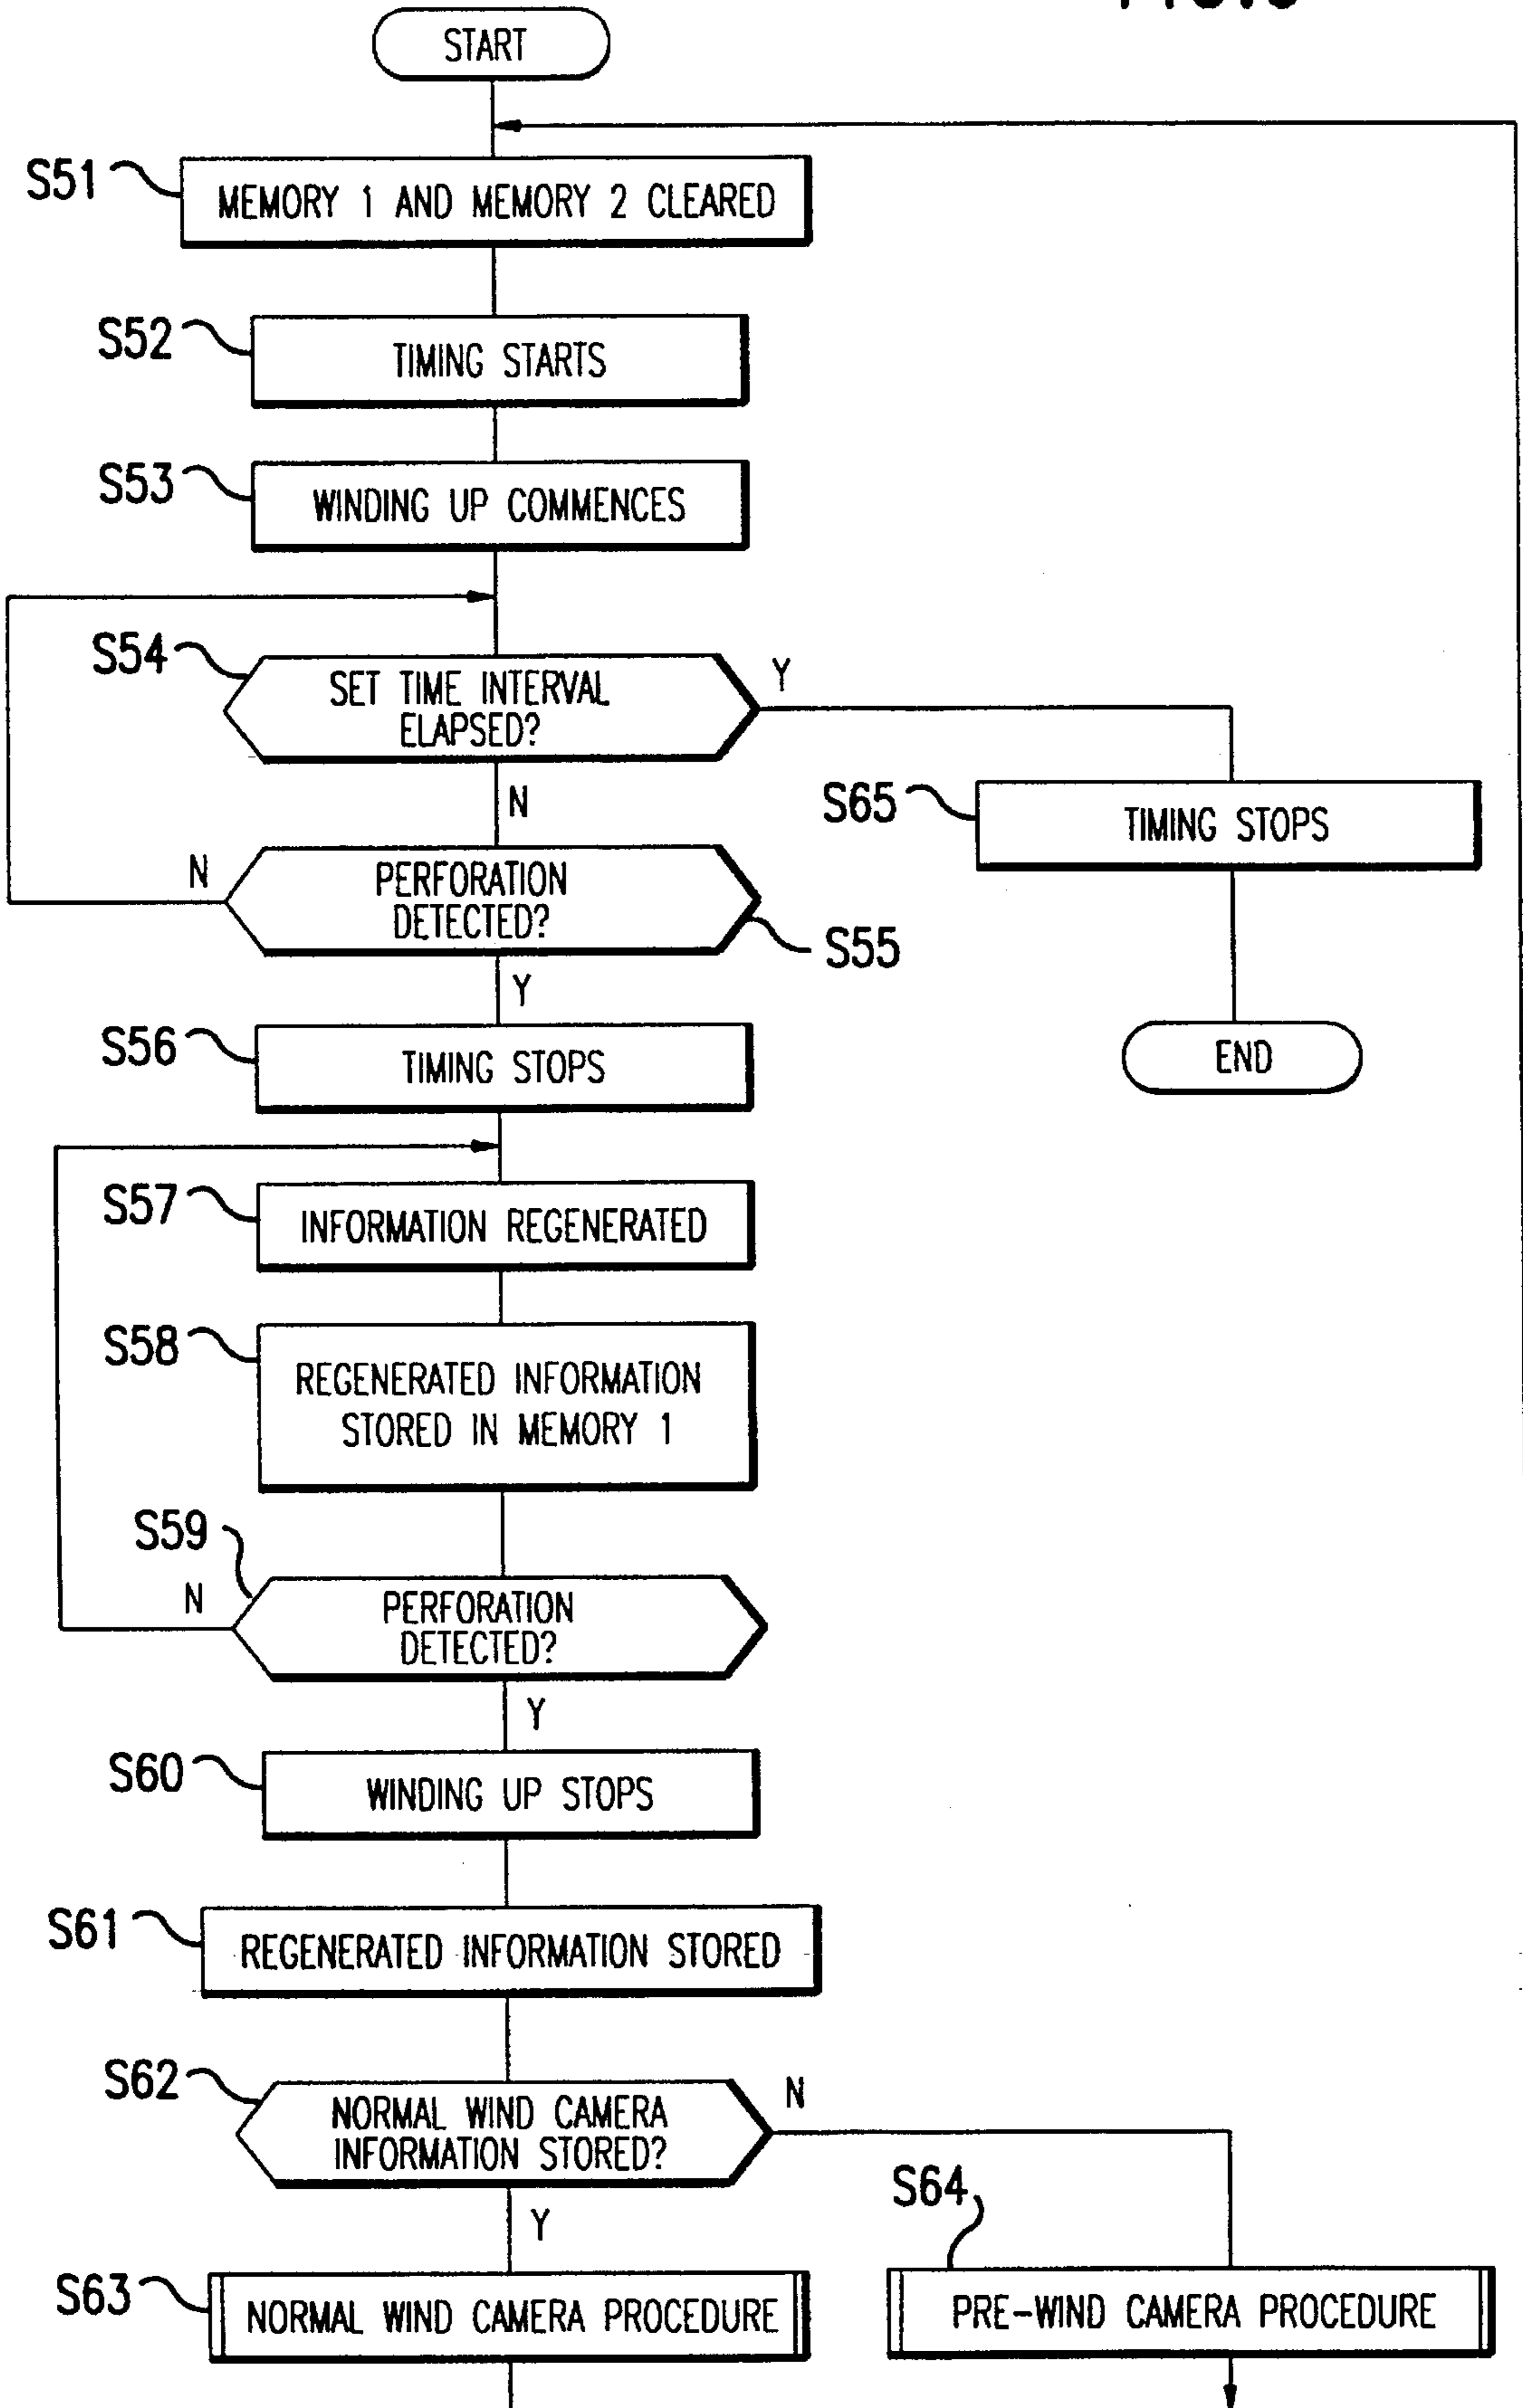 START
S51
MEMORY 1 AND MEMORY 2 CLEARED
S52
TIMING STARTS
S53
WINDING UP COMMENCES
S54
SET TIME INTERVAL
ELAPSED?
Y
N
S65
TIMING STOPS
N
PERFORATION
DETECTED?
S55
Y
S56
TIMING STOPS
END
S57
INFORMATION REGENERATED
S58
REGENERATED INFORMATION
STORED IN MEMORY 1
S59
N
PERFORATION
DETECTED?
Y
S60
WINDING UP STOPS
S61
REGENERATED INFORMATION STORED
S62
NORMAL WIND CAMERA
INFORMATION STORED?
N
Y
S64
S63
NORMAL WIND CAMERA PROCEDURE
PRE-WIND CAMERA PROCEDURE